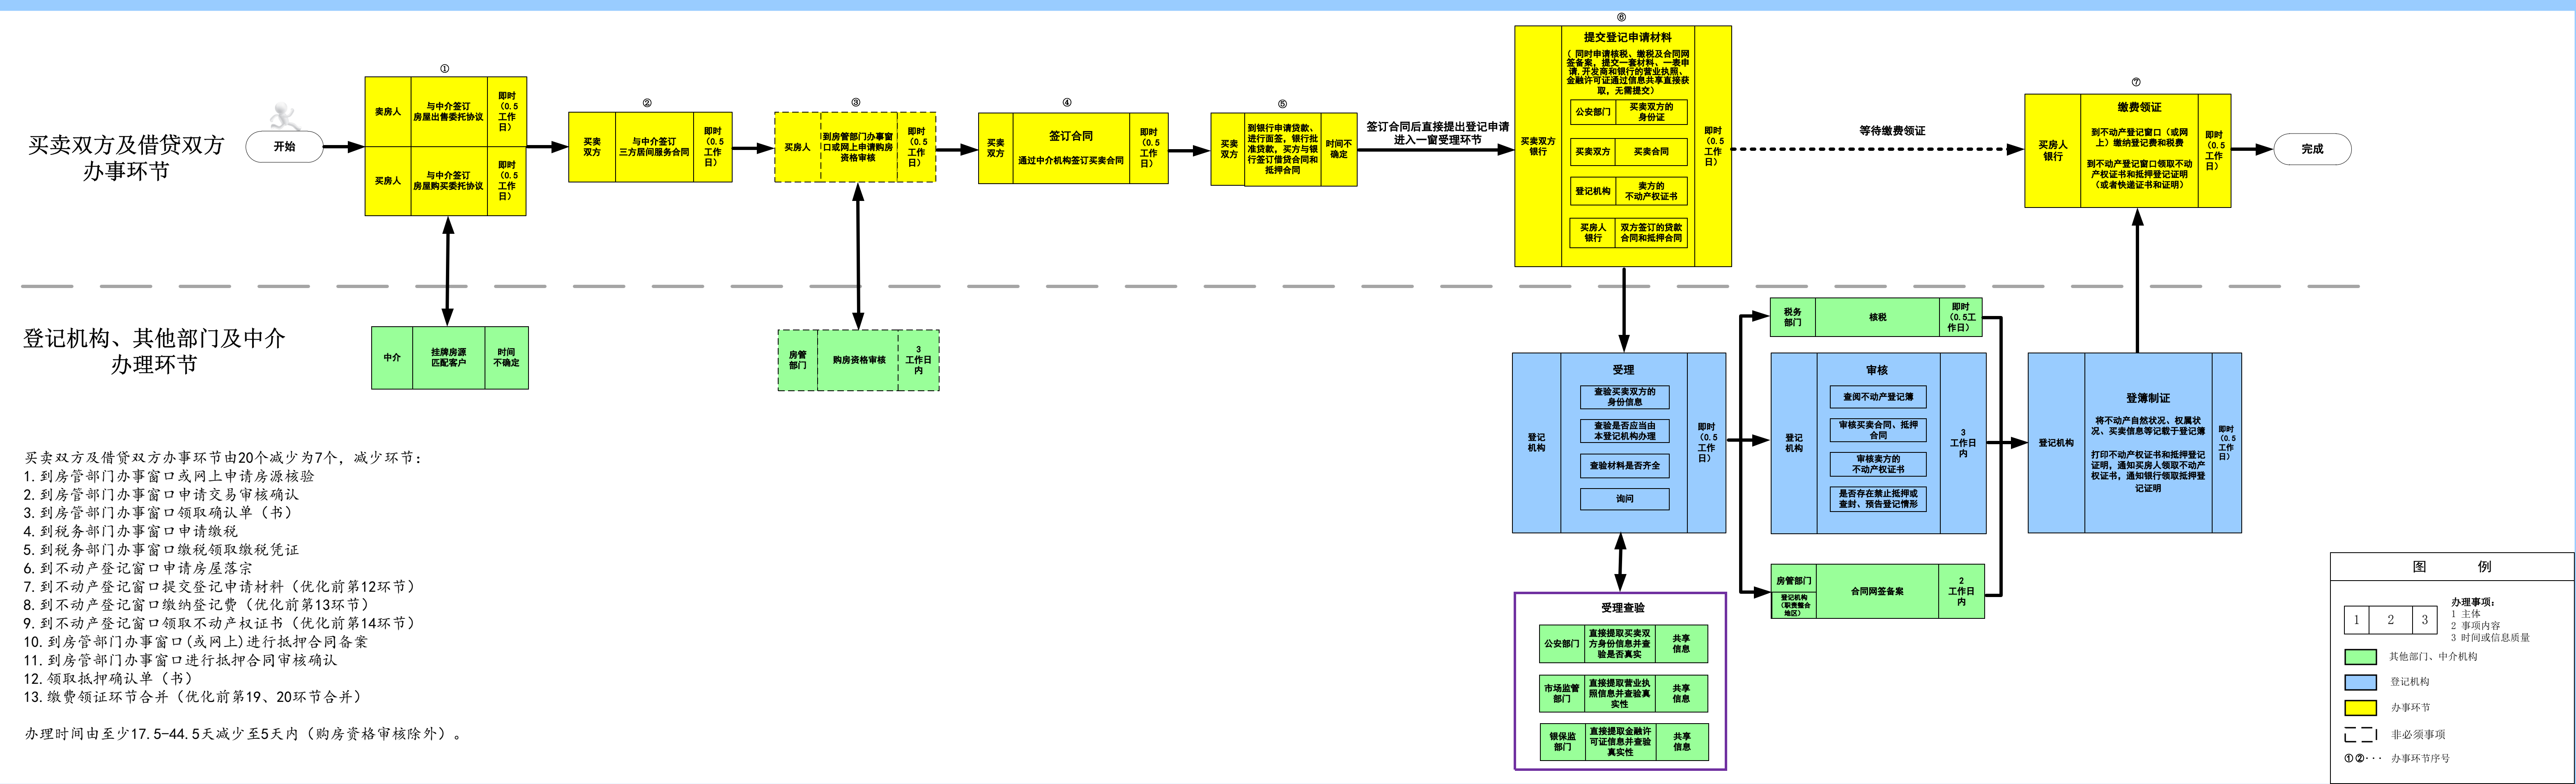 买卖双方及借贷双方
办事环节
开始
①
卖房人
与中介签订
房屋出售委托协议
即时
（0.5
工作
日）
买房人
与中介签订
房屋购买委托协议
即时
（0.5
工作
日）
②
买卖
双方
与中介签订
三方居间服务合同
即时
（0.5
工作
日）
③
买房人
到房管部门办事窗
口或网上申请购房
资格审核
即时
（0.5
工作
日）
④
买卖
双方
签订合同
通过中介机构签订买卖合同
即时
（0.5
工作
日）
⑤
买卖
双方
到银行申请贷款、
进行面签，银行批
准贷款，买方与银
行签订借贷合同和
抵押合同
时间不
确定
签订合同后直接提出登记申请
进入一窗受理环节
⑥
买卖双方
银行
提交登记申请材料
（ 同时申请核税、缴税及合同网
签备案，提交一套材料、一表申
请.开发商和银行的营业执照、
金融许可证通过信息共享直接获
取，无需提交）
公安部门
买卖双方的
身份证
买卖双方
买卖合同
登记机构
卖方的
不动产权证书
买房人
银行
双方签订的贷款
合同和抵押合同
即时
（0.5
工作
日）
等待缴费领证
⑦
买房人
银行
缴费领证
到不动产登记窗口（或网
上）缴纳登记费和税费
到不动产登记窗口领取不动
产权证书和抵押登记证明
（或者快递证书和证明）
即时
（0.5
工作
日）
完成
登记机构、其他部门及中介
办理环节
中介
挂牌房源
匹配客户
时间
不确定
房管
部门
购房资格审核
3
工作日
内
登记
机构
受理
查验买卖双方的
身份信息
查验是否应当由
本登记机构办理
查验材料是否齐全
询问
即时
（0.5
工作
日）
税务
部门
核税
即时
（0.5工
作日）
登记
机构
审核
查阅不动产登记簿
审核买卖合同、抵押
合同
审核卖方的
不动产权证书
是否存在禁止抵押或
查封、预告登记情形
3
工作日
内
房管部门
登记机构
（职责整合
地区）
合同网签备案
2
工作日
内
登记机构
登簿制证
将不动产自然状况、权属状
况、买卖信息等记载于登记簿
打印不动产权证书和抵押登记
证明，通知买房人领取不动产
权证书，通知银行领取抵押登
记证明
即时
（0.5
工作
日）
受理查验
公安部门
直接提取买卖双
方身份信息并查
验是否真实
共享
信息
市场监管
部门
直接提取营业执
照信息并查验真
实性
共享
信息
银保监
部门
直接提取金融许
可证信息并查验
真实性
共享
信息
买卖双方及借贷双方办事环节由20个减少为7个，减少环节：
1.到房管部门办事窗口或网上申请房源核验
2.到房管部门办事窗口申请交易审核确认
3.到房管部门办事窗口领取确认单（书）
4.到税务部门办事窗口申请缴税
5.到税务部门办事窗口缴税领取缴税凭证
6.到不动产登记窗口申请房屋落宗
7.到不动产登记窗口提交登记申请材料（优化前第12环节）
8.到不动产登记窗口缴纳登记费（优化前第13环节）
9.到不动产登记窗口领取不动产权证书（优化前第14环节）
10.到房管部门办事窗口(或网上)进行抵押合同备案
11.到房管部门办事窗口进行抵押合同审核确认
12.领取抵押确认单（书）
13.缴费领证环节合并（优化前第19、20环节合并）
办理时间由至少17.5-44.5天减少至5天内（购房资格审核除外）。
图 例
1 2 3
办理事项：
1 主体
2 事项内容
3 时间或信息质量
其他部门、中介机构
登记机构
办事环节
非必须事项
①②··· 办事环节序号